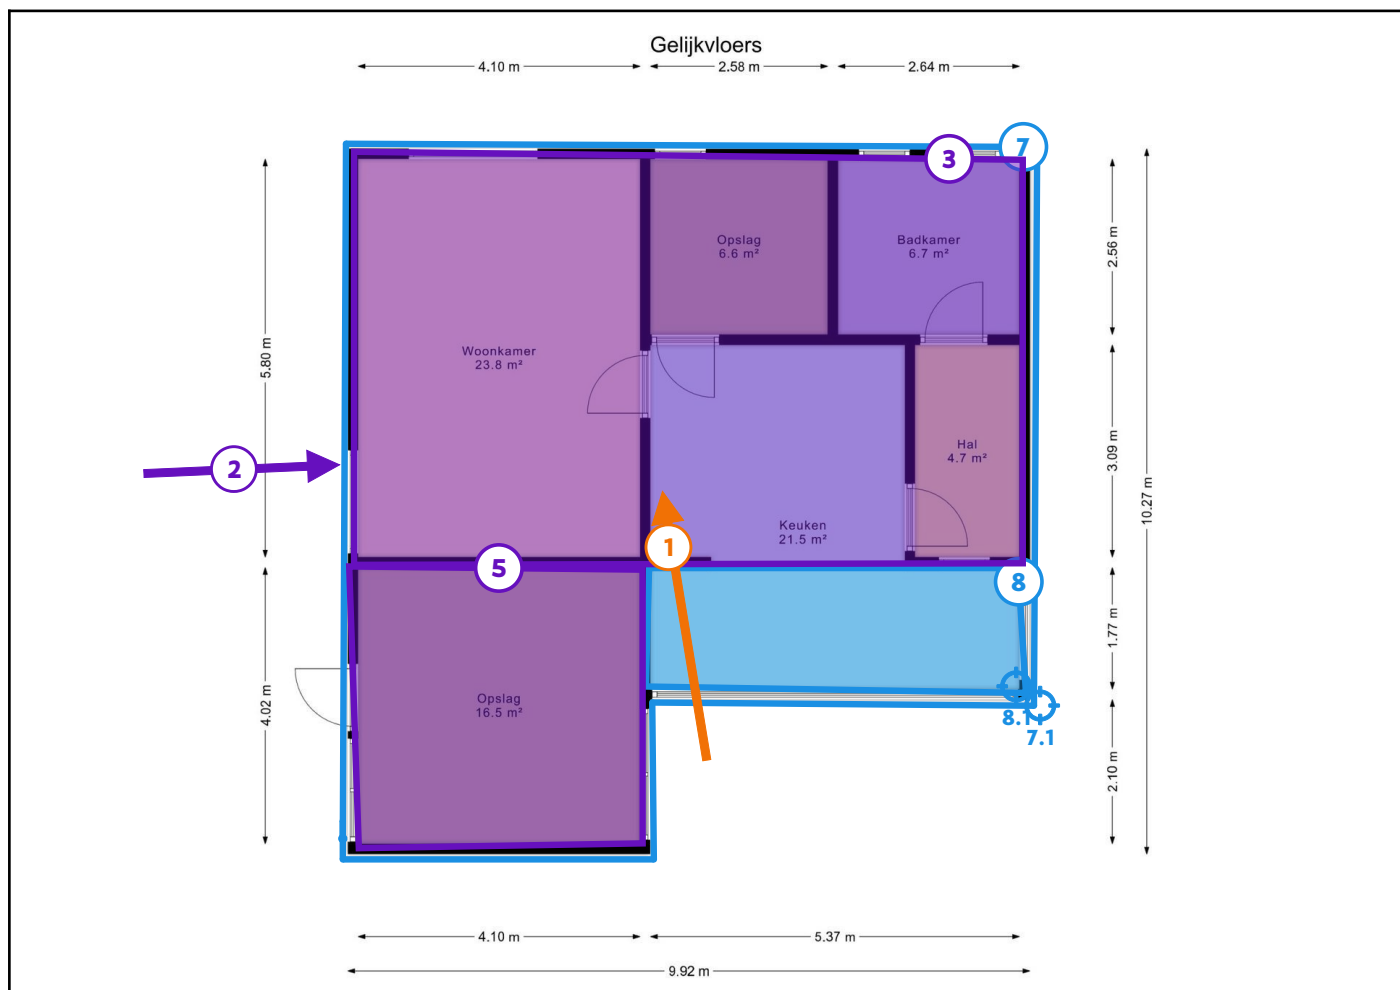 Gelijkvloers
4.10 m
2.58 m
2.64 m
7
3
Opslag
6.6 m²
Badkamer
6.7 m²
2.56 m
Woonkamer
23.8 m²
5.80 m
Hal
4.7 m²
3.09 m
2
10.27 m
Keuken
21.5 m²
1
5
8
1.77 m
Opslag
16.5 m²
4.02 m
8.1
7.1
2.10 m
4.10 m
5.37 m
9.92 m